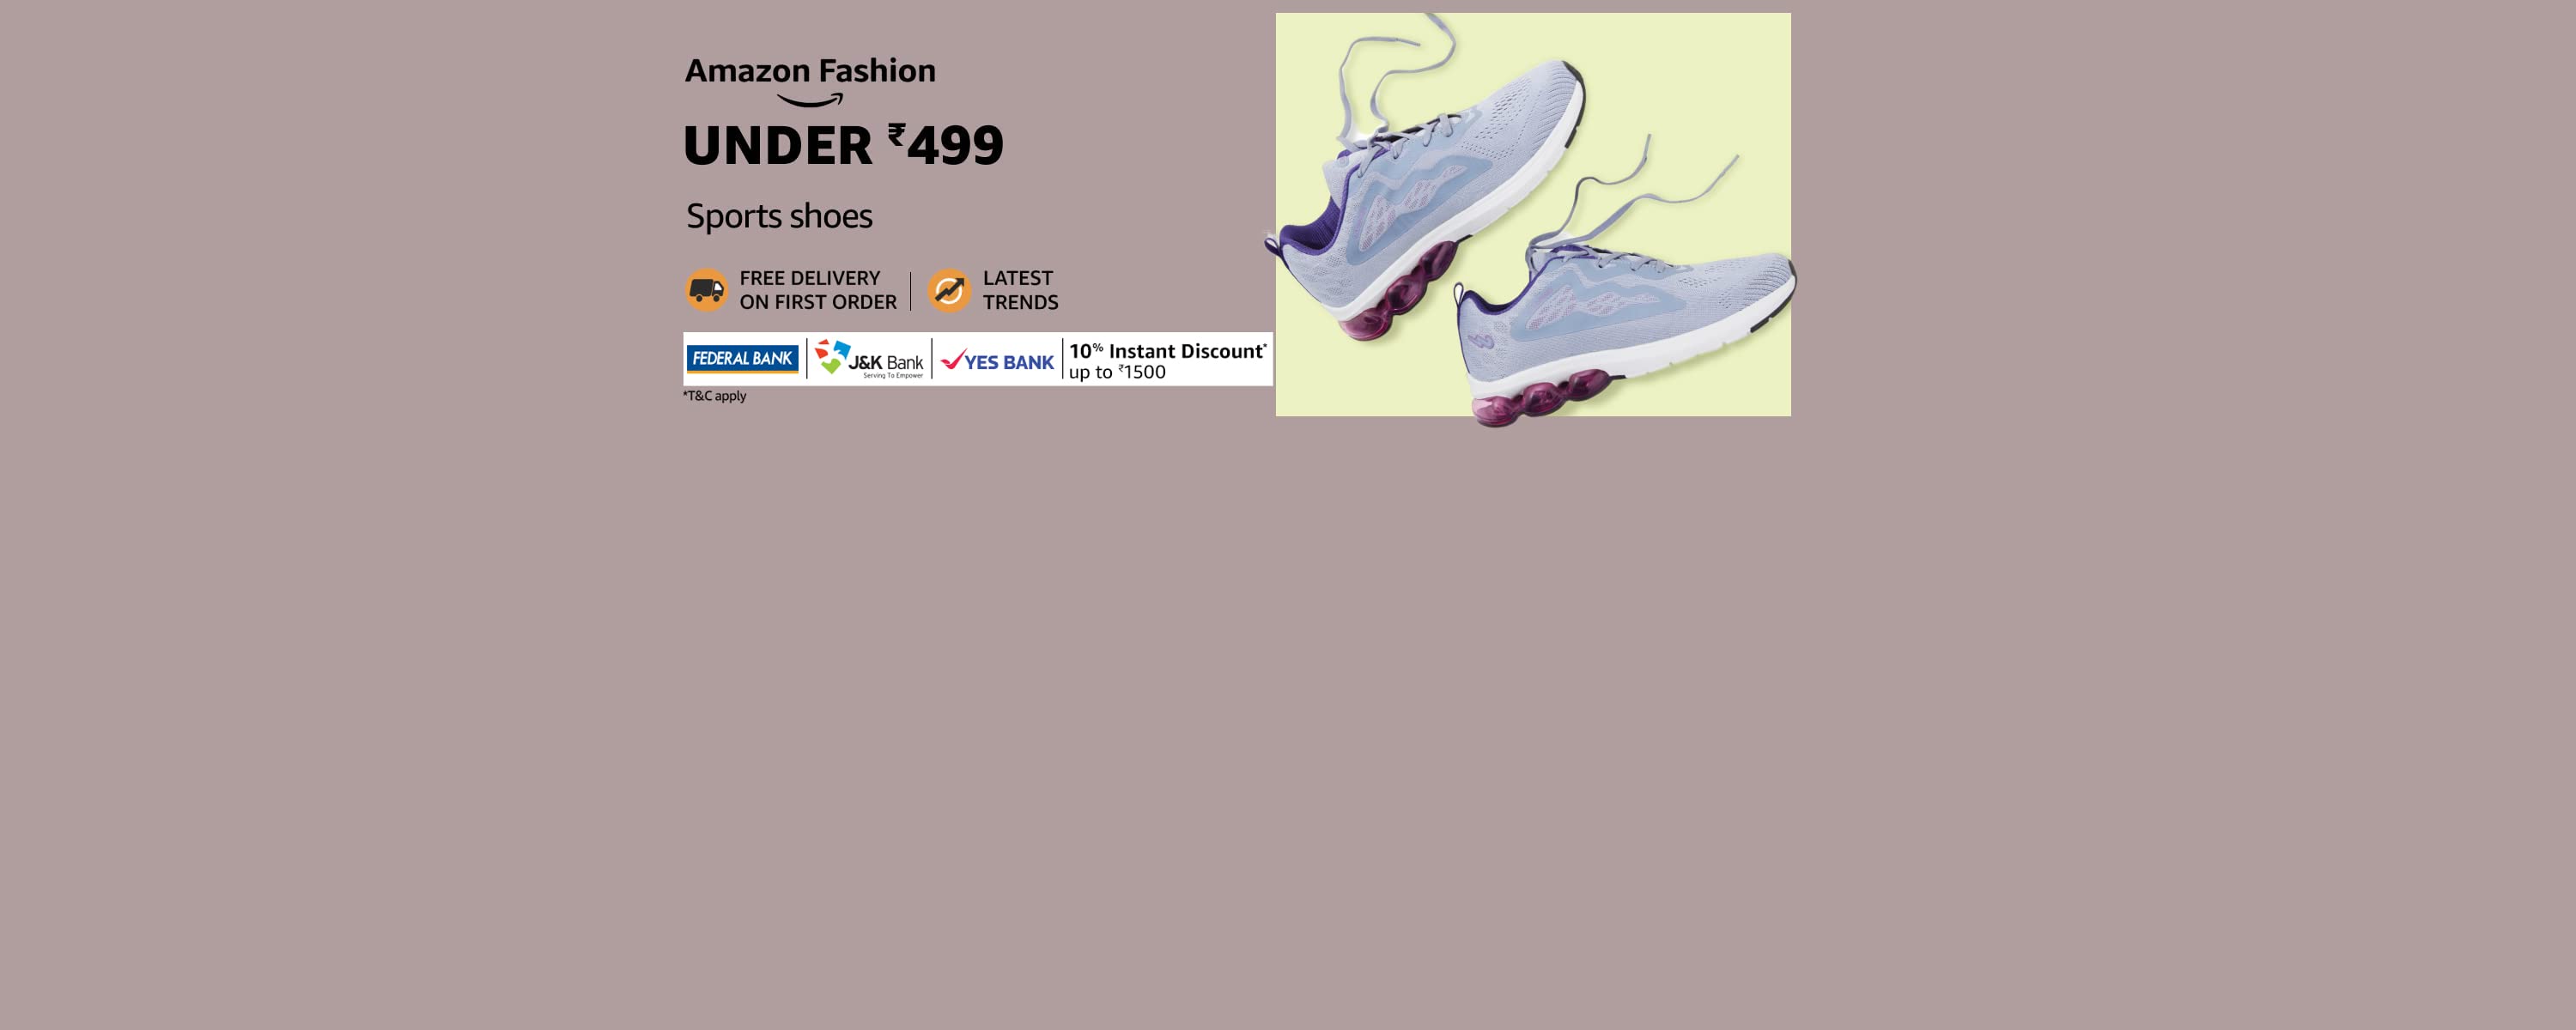 Amazon Fashion
UNDER ₹499
Sports shoes
FREE DELIVERY
ON FIRST ORDER
LATEST
TRENDS
FEDERAL BANK
J&K Bank
Serving To Empower
YES BANK
10% Instant Discount*
up to ₹1500
*T&C apply